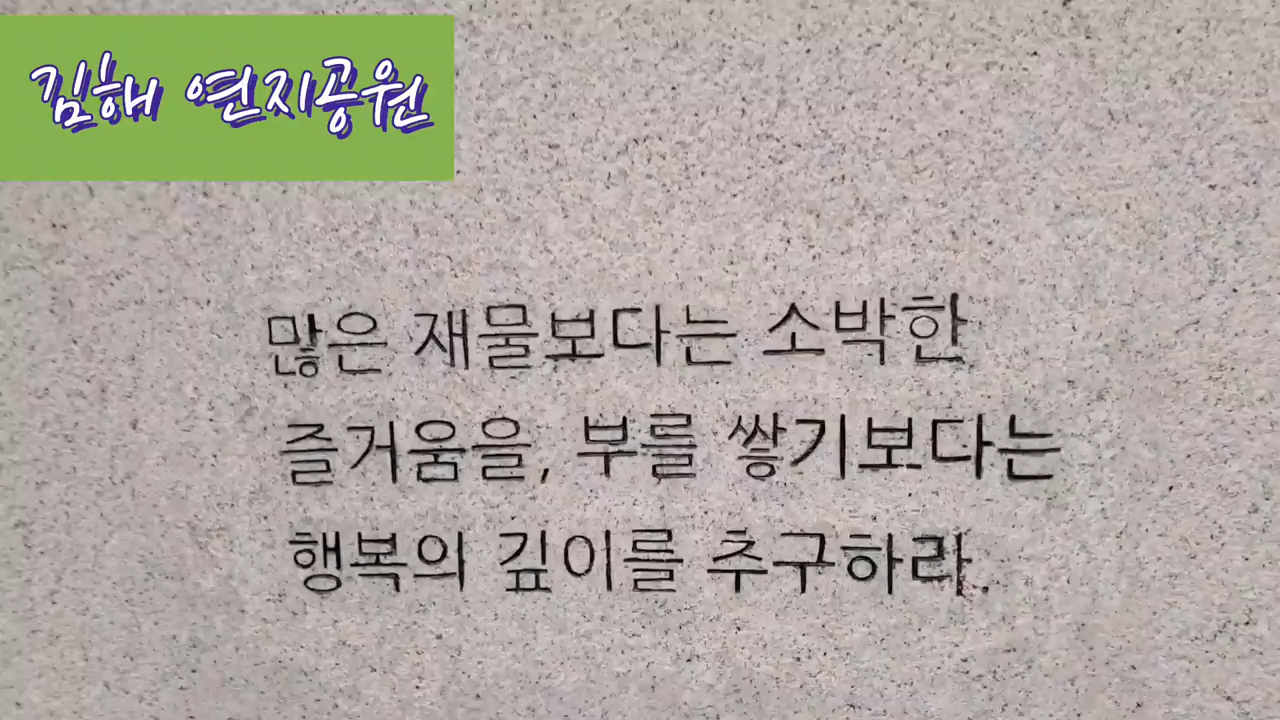 김해 연지공원
많은 재물보다는 소박한
즐거움을, 부를 쌓기보다는
행복의 깊이를 추구하라.